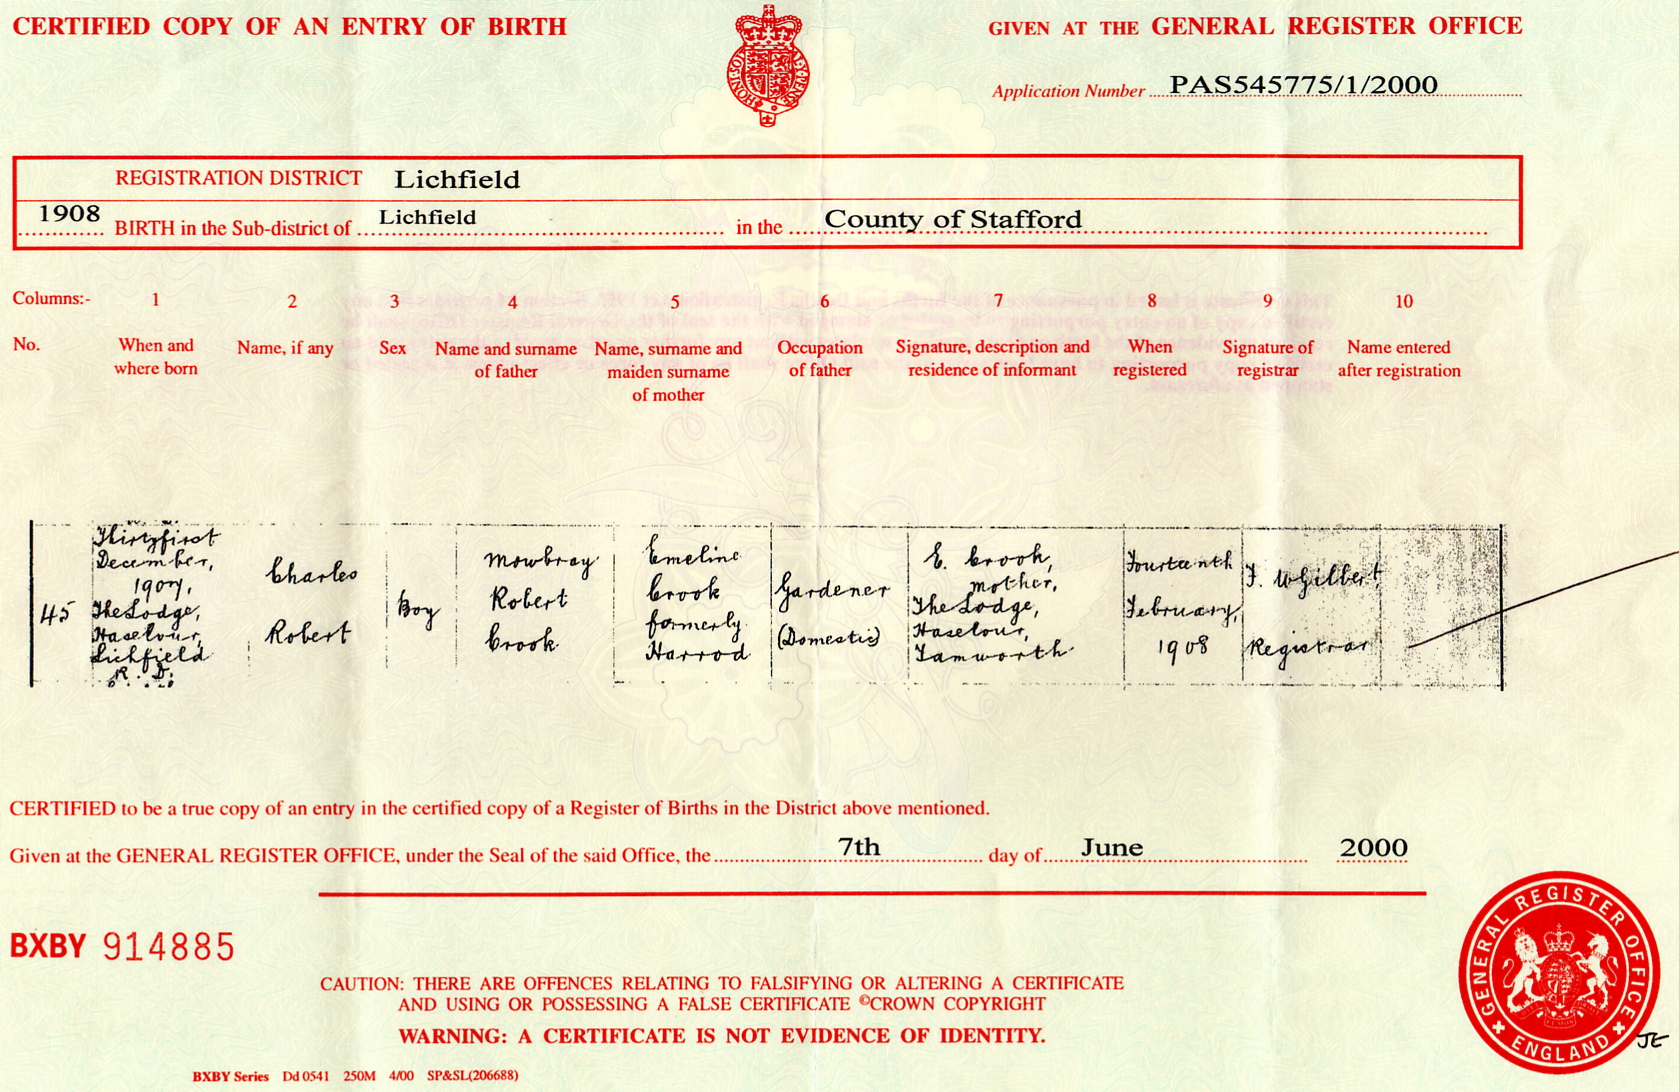 CERTIFIED COPY OF AN ENTRY OF BIRTH
GIVEN AT THE GENERAL REGISTER OFFICE
Application Number PAS545775/1/2000
REGISTRATION DISTRICT Lichfield
1908 BIRTH in the Sub-district of Lichfield in the County of Stafford
Columns:- 1 2 3 4 5 6 7 8 9 10
No.
When and
where born
Name, if any
Sex
Name and surname
of father
Name, surname and
maiden surname
of mother
Occupation
of father
Signature, description and
residence of informant
When
registered
Signature of
registrar
Name entered
after registration
45
Thirty first
December,
1907,
The Lodge,
Haselour,
Lichfield
R. D.
Charles
Robert
Boy
Mowbray
Robert
Crook
Emeline
Crook
formerly
Harrod
Gardener
(Domestic)
E. Crook,
mother,
The Lodge,
Haselour,
Tamworth
Fourteenth
February,
1908
Registrar
CERTIFIED to be a true copy of an entry in the certified copy of a Register of Births in the District above mentioned.
Given at the GENERAL REGISTER OFFICE, under the Seal of the said Office, the 7th day of June 2000
BXBY 914885
CAUTION: THERE ARE OFFENCES RELATING TO FALSIFYING OR ALTERING A CERTIFICATE
AND USING OR POSSESSING A FALSE CERTIFICATE ©CROWN COPYRIGHT
WARNING: A CERTIFICATE IS NOT EVIDENCE OF IDENTITY.
BXBY Series Dd 0541 250M 4/00 SP&SL(206688)
GENERAL REGISTER OFFICE
ENGLAND
JE